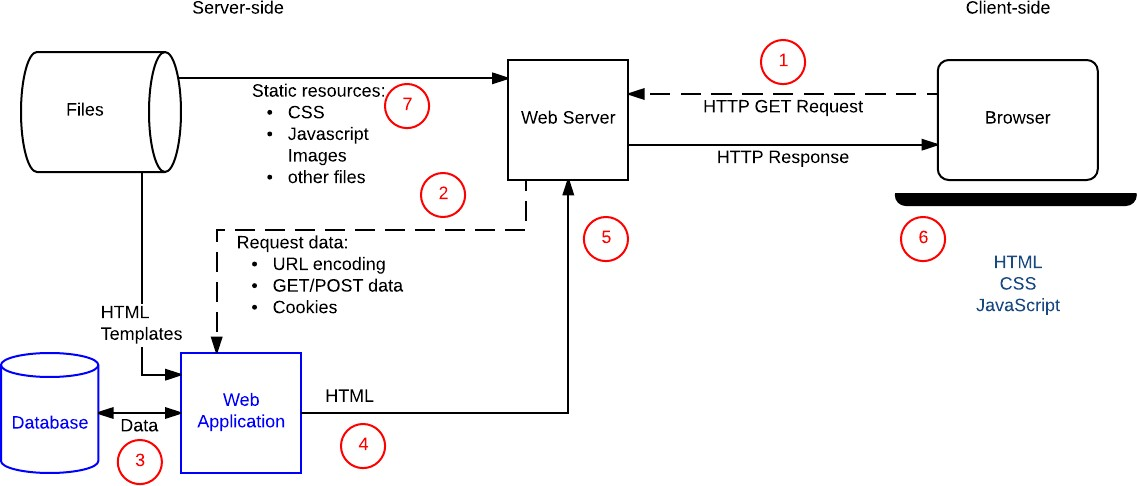 Server-side
Client-side
1
Files
Static resources:
7
• CSS
• Javascript
Images
• other files
Web Server
HTTP GET Request
Browser
HTTP Response
2
5
6
Request data:
• URL encoding
• GET/POST data
• Cookies
HTML
CSS
JavaScript
HTML
Templates
Database
Data
3
Web
Application
HTML
4